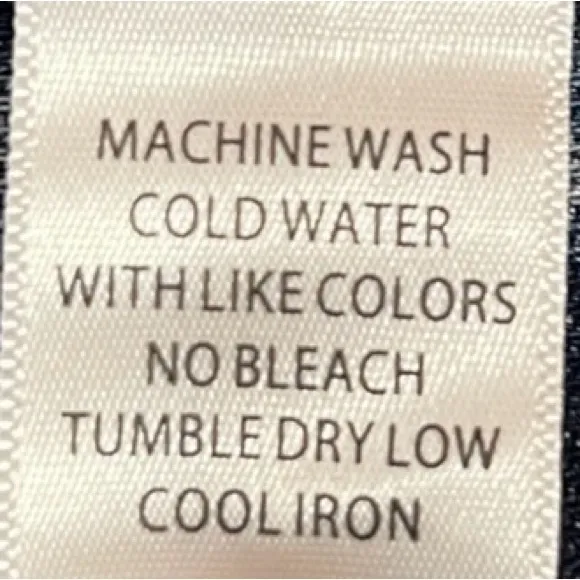 MACHINE WASH
COLD WATER
WITH LIKE COLORS
NO BLEACH
TUMBLE DRY LOW
COOL IRON